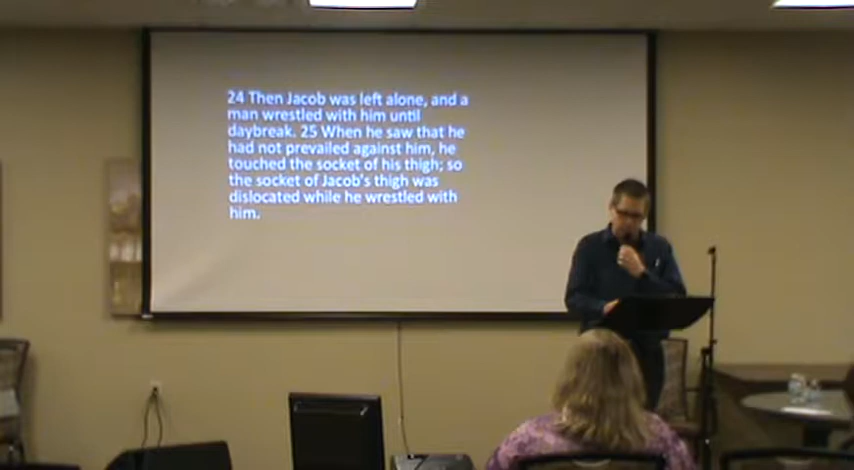 24 Then Jacob was left alone, and a
man wrestled with him until
daybreak. 25 When he saw that he
had not prevailed against him, he
touched the socket of his thigh; so
the socket of Jacob's thigh was
dislocated while he wrestled with
him.